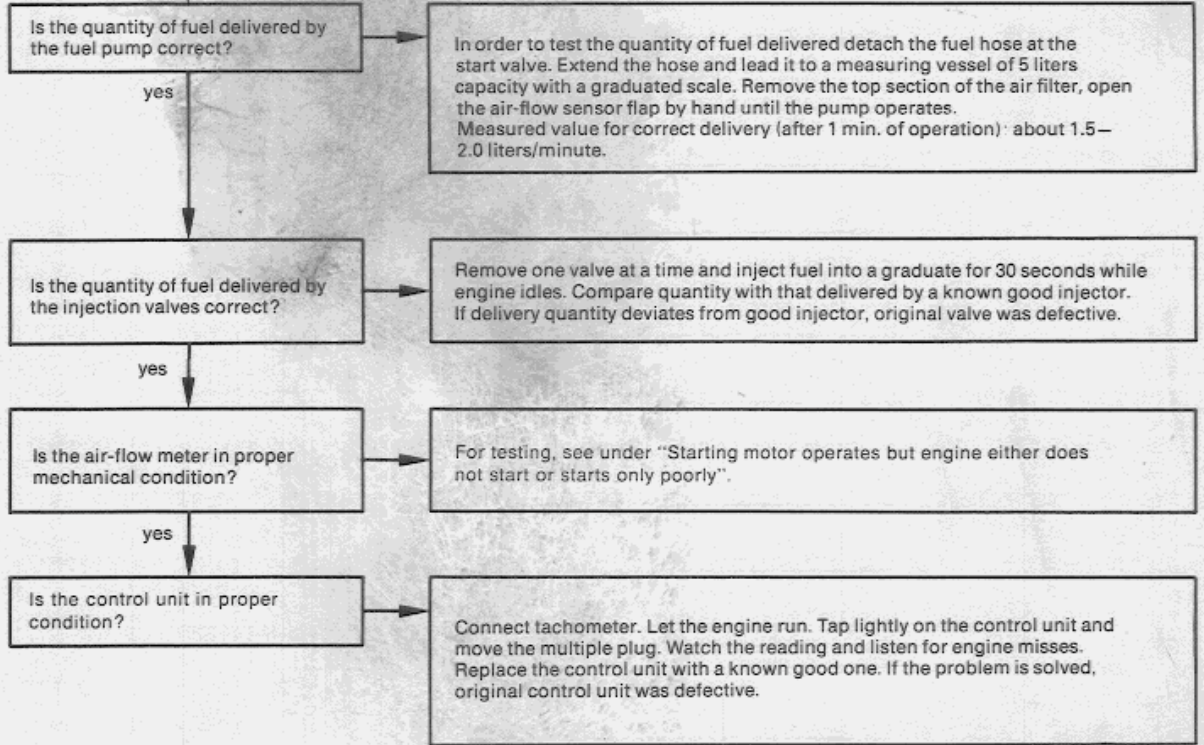 Is the quantity of fuel delivered by
the fuel pump correct?
In order to test the quantity of fuel delivered detach the fuel hose at the
start valve. Extend the hose and lead it to a measuring vessel of 5 liters
capacity with a graduated scale. Remove the top section of the air filter, open
the air-flow sensor flap by hand until the pump operates.
Measured value for correct delivery (after 1 min. of operation): about 1.5—
2.0 liters/minute.
yes
Is the quantity of fuel delivered by
the injection valves correct?
Remove one valve at a time and inject fuel into a graduate for 30 seconds while
engine idles. Compare quantity with that delivered by a known good injector.
If delivery quantity deviates from good injector, original valve was defective.
yes
Is the air-flow meter in proper
mechanical condition?
For testing, see under “Starting motor operates but engine either does
not start or starts only poorly”.
yes
Is the control unit in proper
condition?
Connect tachometer. Let the engine run. Tap lightly on the control unit and
move the multiple plug. Watch the reading and listen for engine misses.
Replace the control unit with a known good one. If the problem is solved,
original control unit was defective.